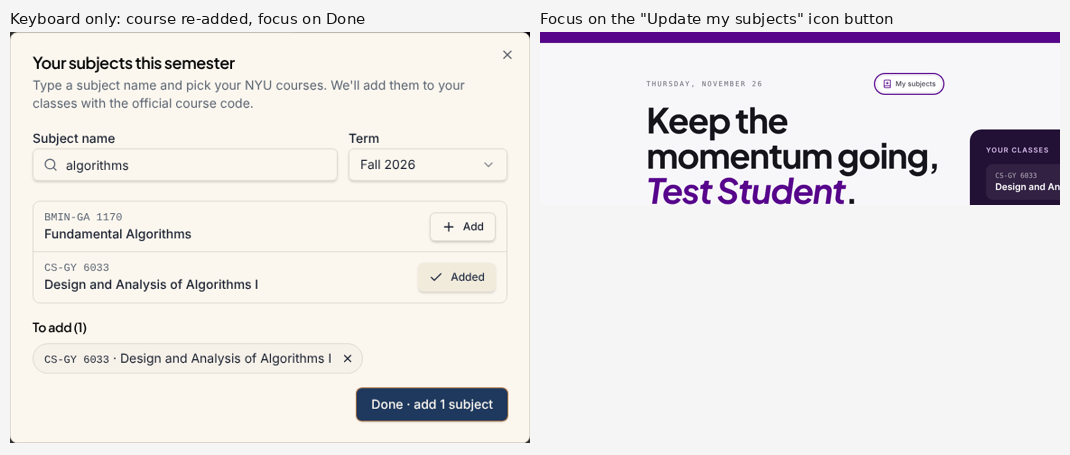 Keyboard only: course re-added, focus on Done
Your subjects this semester
Type a subject name and pick your NYU courses. We'll add them to your
classes with the official course code.
Subject name
Term
algorithms
Fall 2026
BMIN-GA 1170
Fundamental Algorithms
Add
CS-GY 6033
Design and Analysis of Algorithms I
Added
To add (1)
CS-GY 6033 · Design and Analysis of Algorithms I
Done · add 1 subject
Focus on the "Update my subjects" icon button
THURSDAY, NOVEMBER 26
My subjects
Keep the
momentum going,
Test Student.
YOUR CLASSES
CS-GY 6033
Design and An